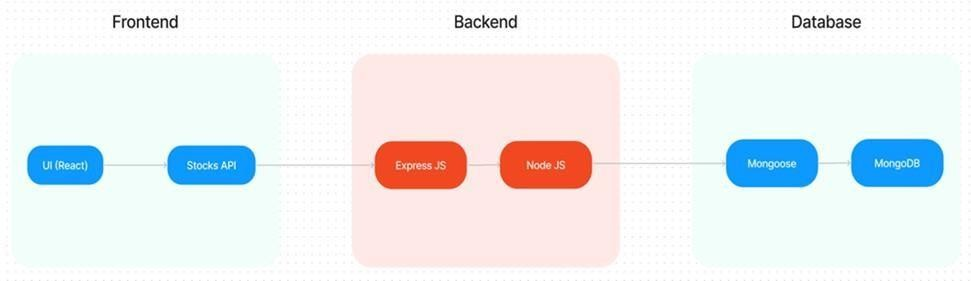 Frontend
Backend
Database
UI (React)
Stocks API
Express JS
Node JS
Mongoose
MongoDB